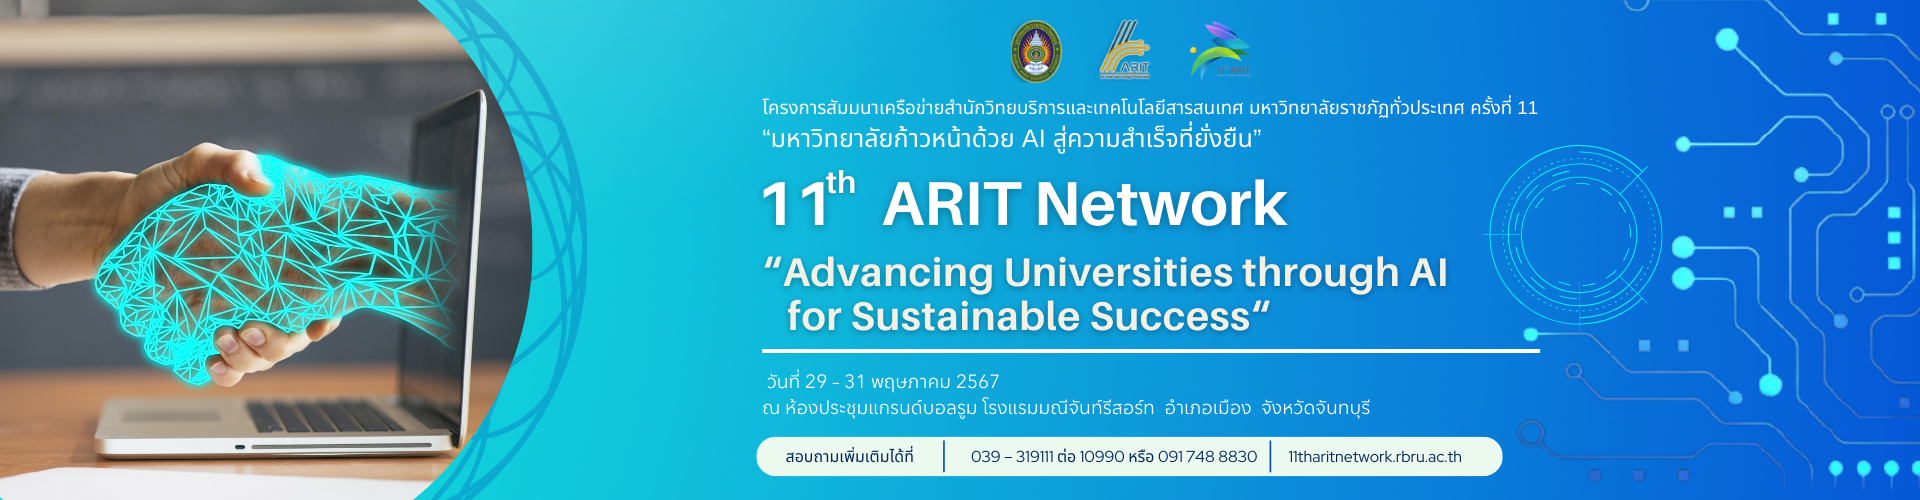 ARIT
โครงการสัมมนาเครือข่ายสำนักวิทยบริการและเทคโนโลยีสารสนเทศ มหาวิทยาลัยราชภัฏทั่วประเทศ ครั้งที่ 11
“มหาวิทยาลัยก้าวหน้าด้วย AI สู่ความสำเร็จที่ยั่งยืน”
11th ARIT Network
“Advancing Universities through AI
for Sustainable Success“
วันที่ 29 - 31 พฤษภาคม 2567
ณ ห้องประชุมแกรนด์บอลรูม โรงแรมมณีจันท์รีสอร์ท อำเภอเมือง จังหวัดจันทบุรี
สอบถามเพิ่มเติมได้ที่ 039 – 319111 ต่อ 10990 หรือ 091 748 8830 11tharitnetwork.rbru.ac.th